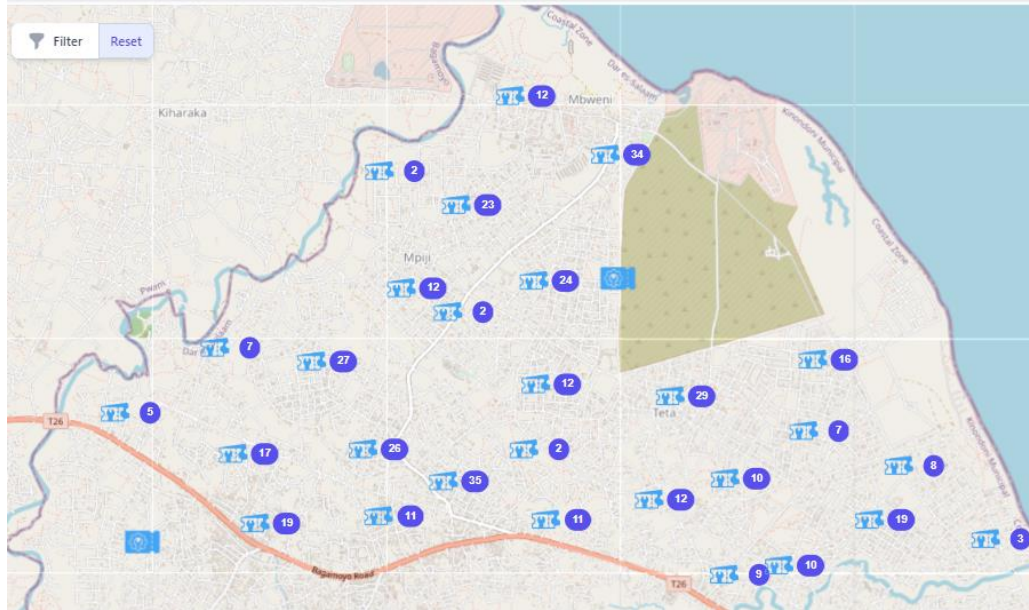 Filter
Reset
Coastal Zone
Bagamoyo
Dar es-Salaam
12
Mbweni
Kiharaka
Kinondoni Municipal
34
2
23
Coastal Zone
Mpiji
24
12
Pwani
2
7
27
16
12
29
5
Teta
T26
7
Kinondoni Municipal
17
26
2
8
35
10
12
19
11
11
19
3
10
Bagamoyo Road
9
T26